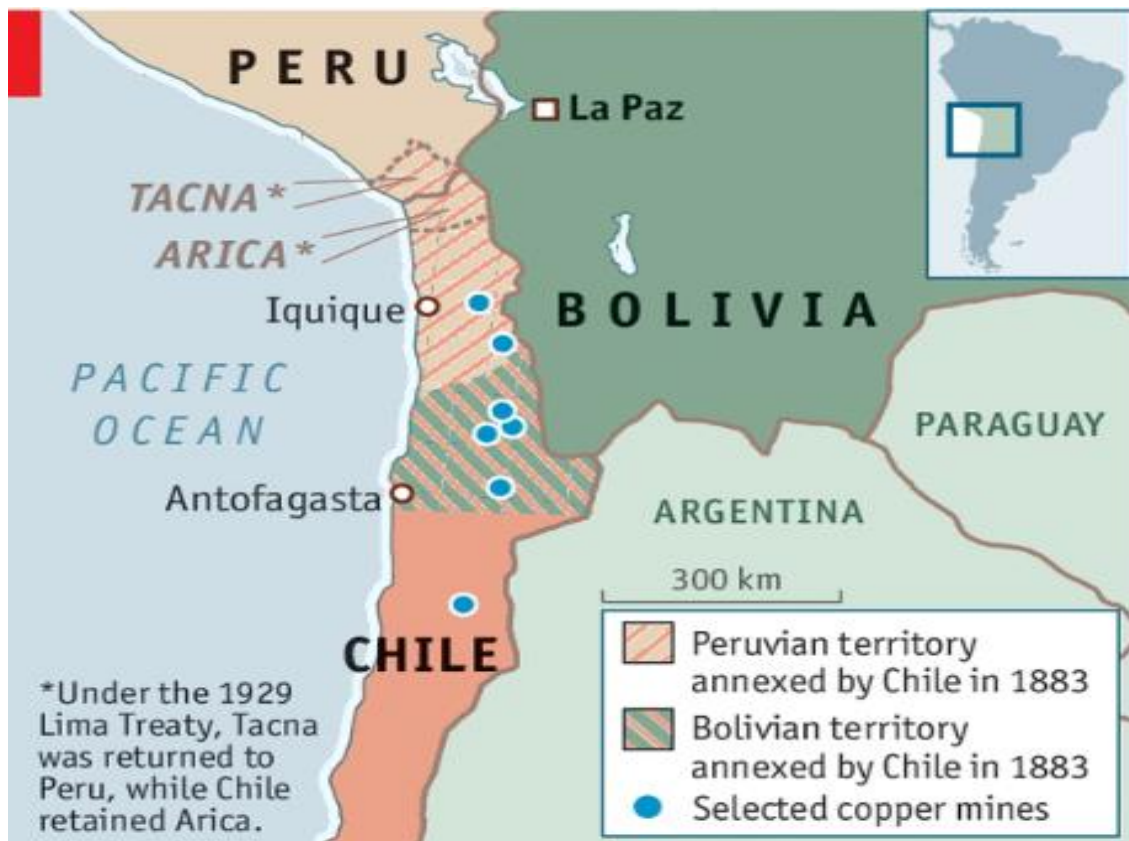 PERU
La Paz
TACNA*
ARICA*
Iquique
BOLIVIA
PACIFIC
OCEAN
PARAGUAY
Antofagasta
ARGENTINA
300 km
CHILE
*Under the 1929
Lima Treaty, Tacna
was returned to
Peru, while Chile
retained Arica.
Peruvian territory
annexed by Chile in 1883
Bolivian territory
annexed by Chile in 1883
Selected copper mines